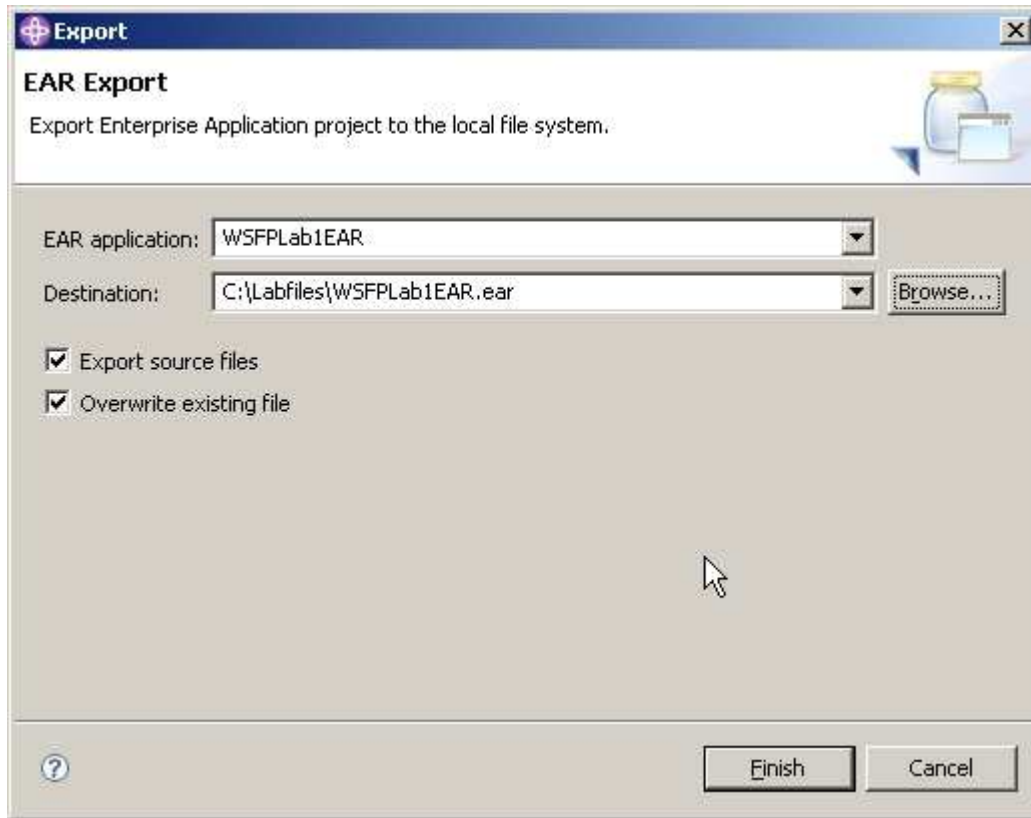 Export
EAR Export
Export Enterprise Application project to the local file system.
EAR application: WSFPLab1EAR
Destination: C:\Labfiles\WSFPLab1EAR.ear Browse...
Export source files
Overwrite existing file
? Finish Cancel